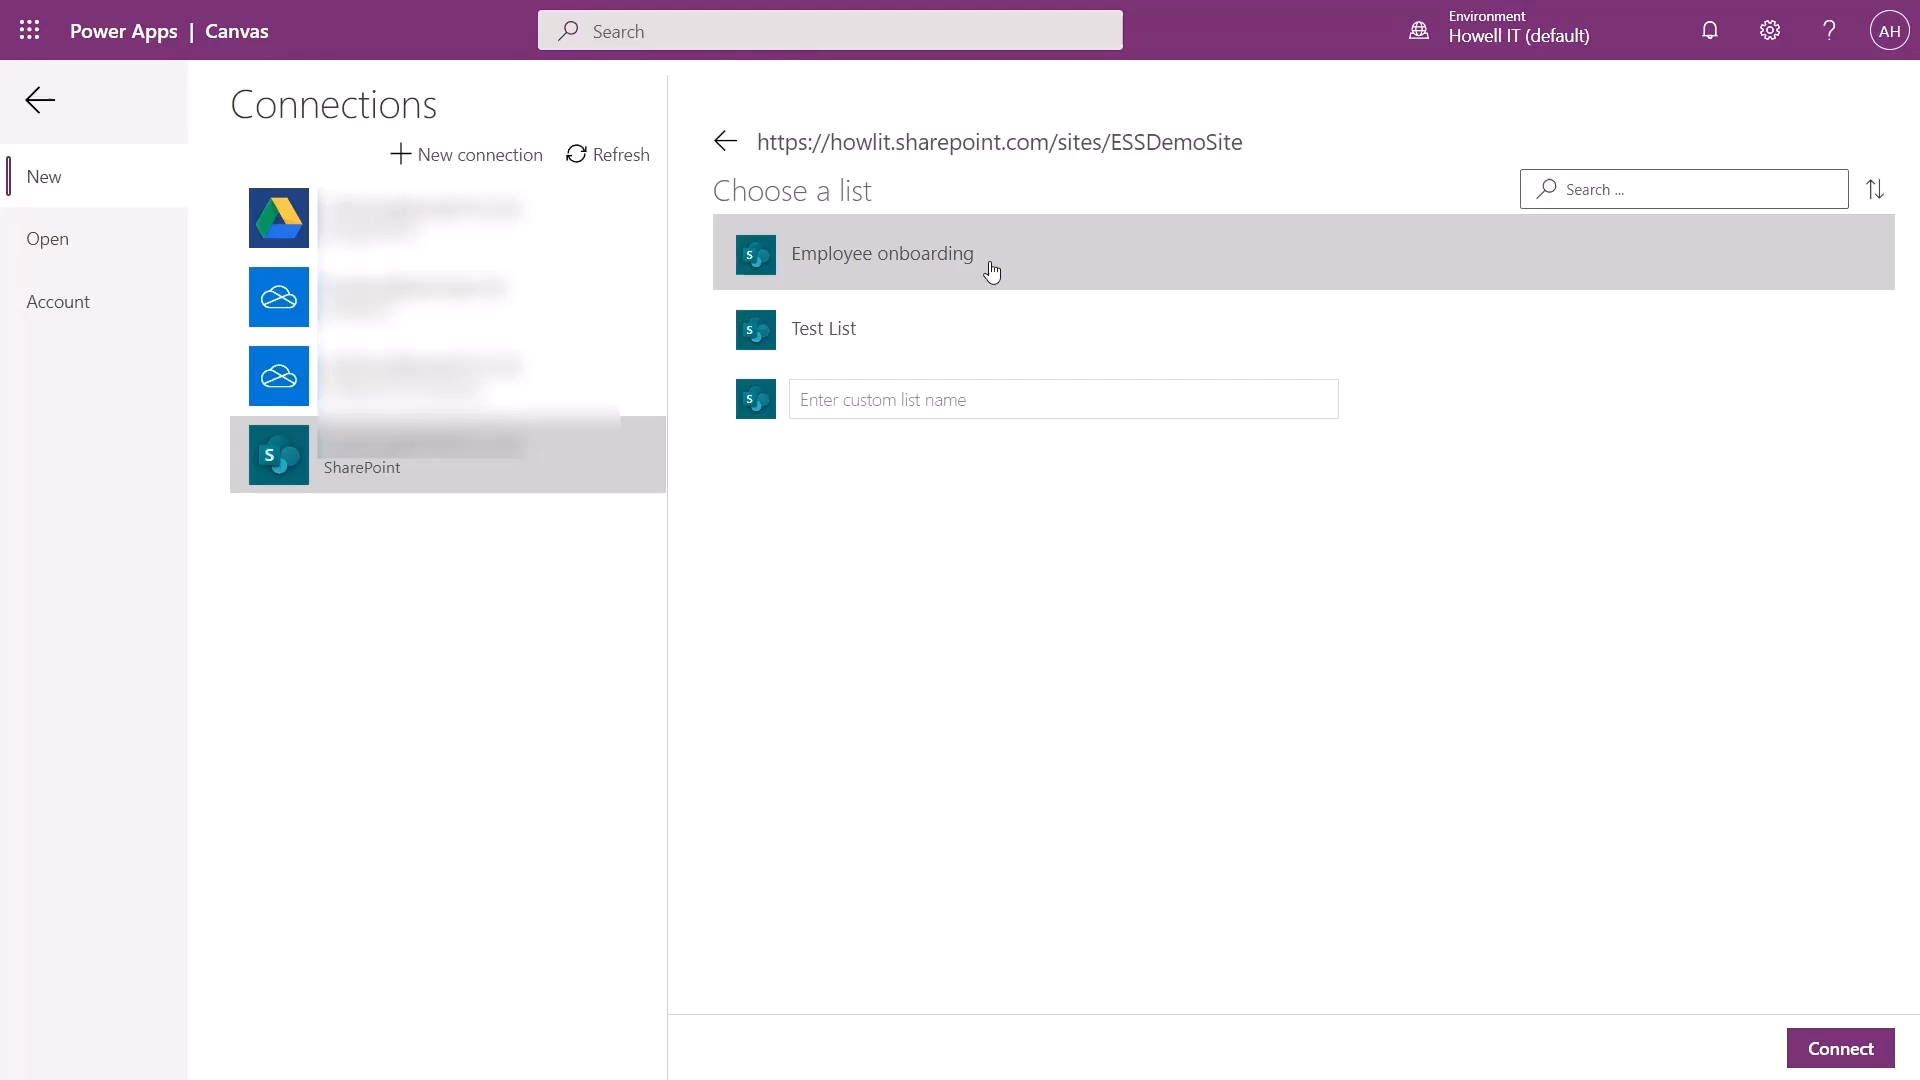 Power Apps | Canvas
Search
Environment
Howell IT (default)
AH
New
Open
Account
Connections
New connection
Refresh
S
SharePoint
https://howlit.sharepoint.com/sites/ESSDemoSite
Choose a list
Search ...
S
Employee onboarding
S
Test List
S
Enter custom list name
Connect